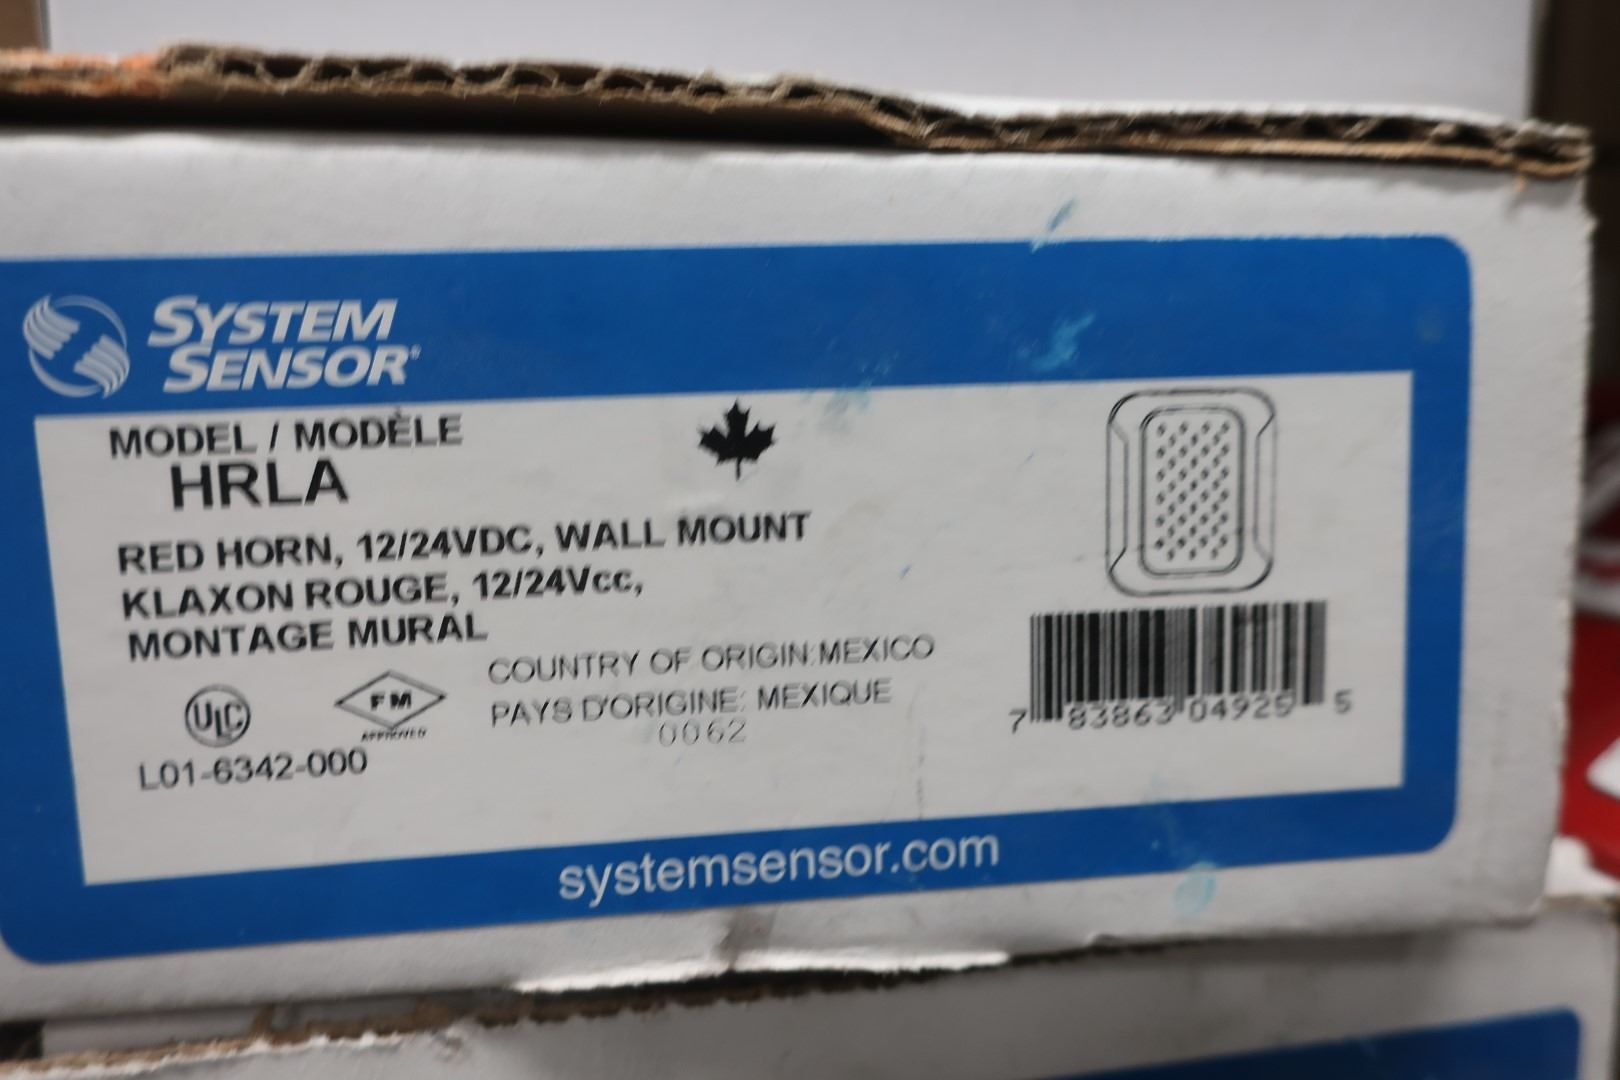 SYSTEM
SENSOR®
MODEL / MODÈLE
HRLA
RED HORN, 12/24VDC, WALL MOUNT
KLAXON ROUGE, 12/24Vcc,
MONTAGE MURAL
COUNTRY OF ORIGIN:MEXICO
PAYS D'ORIGINE: MEXIQUE
0062
ULC
FM
APPROVED
L01-6342-000
7 83863 04925 5
systemsensor.com